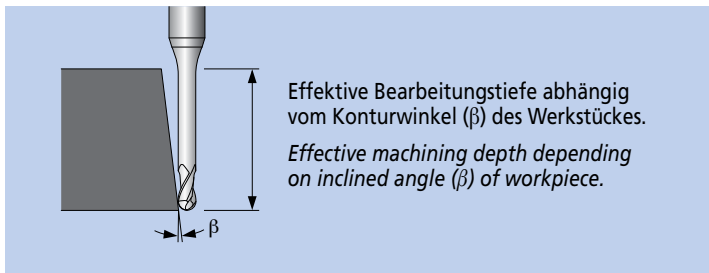 Effektive Bearbeitungstiefe abhängig
vom Konturwinkel (β) des Werkstückes.
Effective machining depth depending
on inclined angle (β) of workpiece.
β